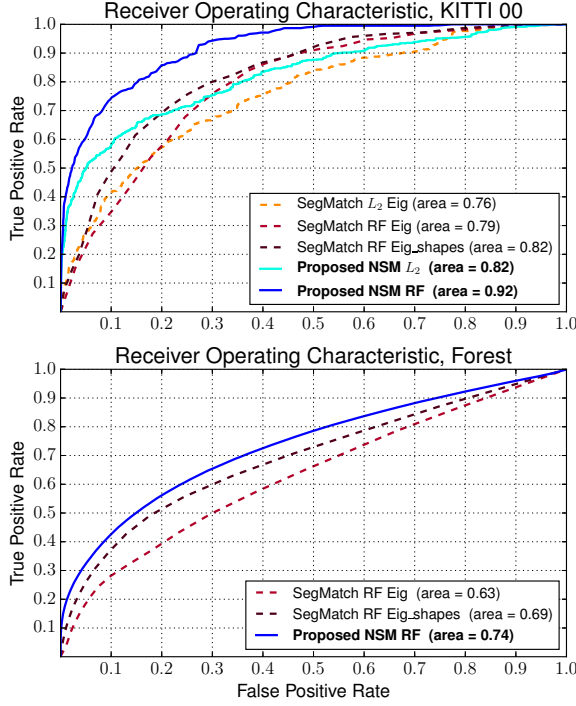 Receiver Operating Characteristic, KITTI 00
1.0
0.9
0.8
0.7
0.6
0.5
0.4
0.3
0.2
0.1
True Positive Rate
SegMatch L2 Eig (area = 0.76)
SegMatch RF Eig (area = 0.79)
SegMatch RF Eig_shapes (area = 0.82)
Proposed NSM L2 (area = 0.82)
Proposed NSM RF (area = 0.92)
0.1 0.2 0.3 0.4 0.5 0.6 0.7 0.8 0.9 1.0
Receiver Operating Characteristic, Forest
1.0
0.9
0.8
0.7
0.6
0.5
0.4
0.3
0.2
0.1
True Positive Rate
SegMatch RF Eig (area = 0.63)
SegMatch RF Eig_shapes (area = 0.69)
Proposed NSM RF (area = 0.74)
0.1 0.2 0.3 0.4 0.5 0.6 0.7 0.8 0.9 1.0
False Positive Rate